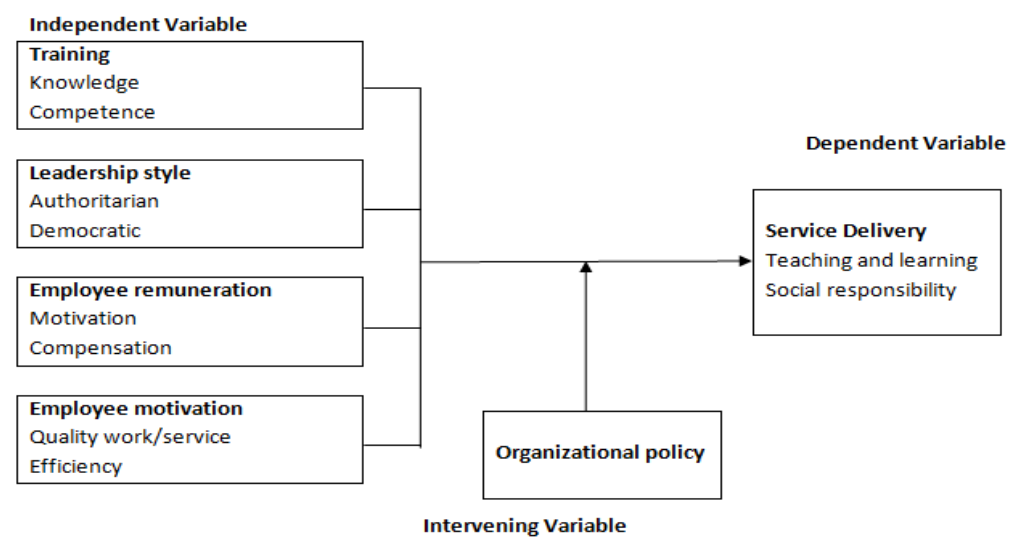 Independent Variable
Training
Knowledge
Competence
Leadership style
Authoritarian
Democratic
Employee remuneration
Motivation
Compensation
Employee motivation
Quality work/service
Efficiency
Dependent Variable
Service Delivery
Teaching and learning
Social responsibility
Organizational policy
Intervening Variable